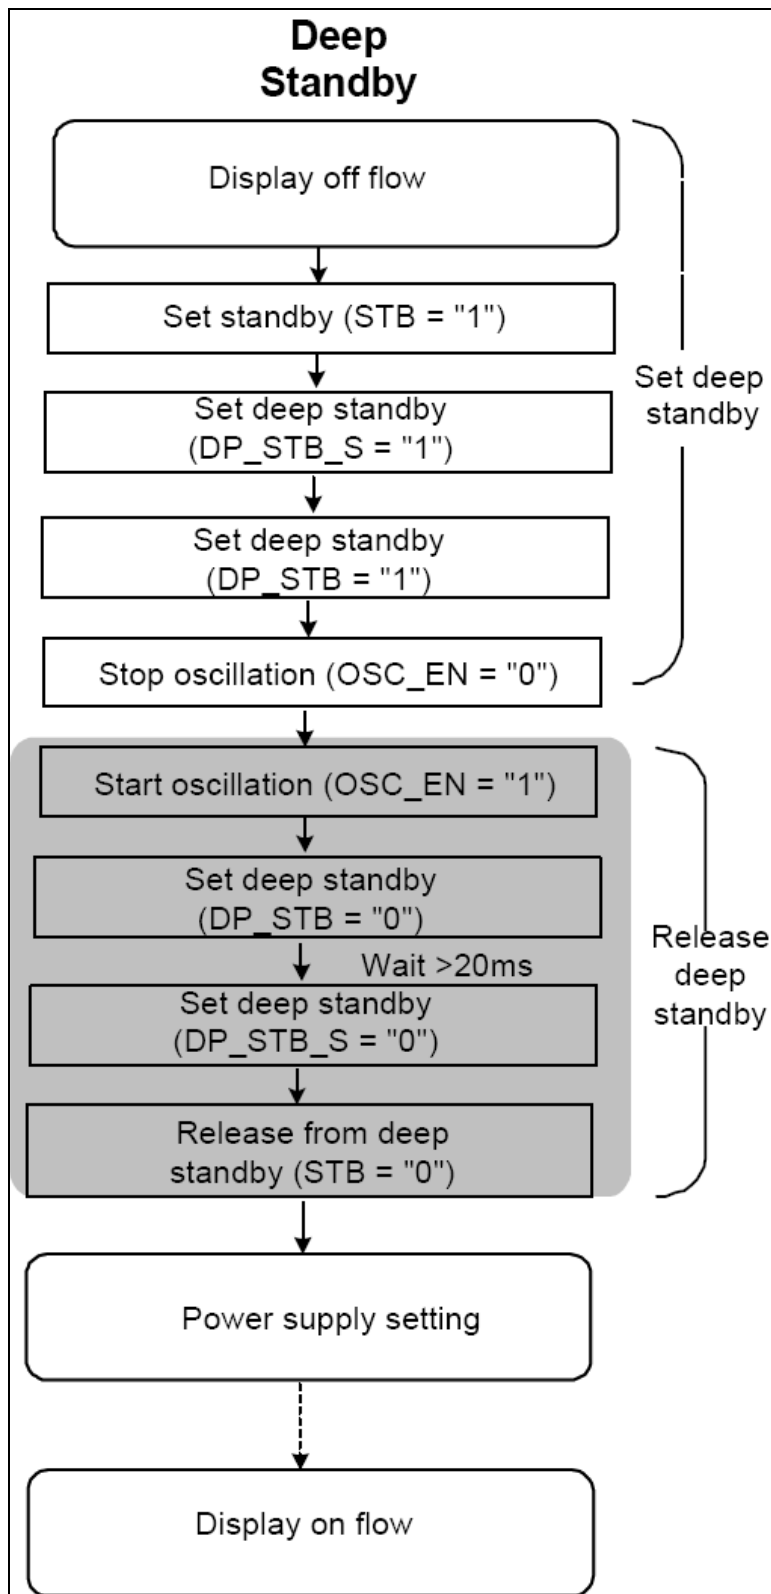 Deep
Standby
Display off flow
Set standby (STB = "1")
Set deep standby
(DP_STB_S = "1")
Set deep standby
(DP_STB = "1")
Stop oscillation (OSC_EN = "0")
Set deep
standby
Start oscillation (OSC_EN = "1")
Set deep standby
(DP_STB = "0")
Wait >20ms
Set deep standby
(DP_STB_S = "0")
Release from deep
standby (STB = "0")
Release
deep
standby
Power supply setting
Display on flow